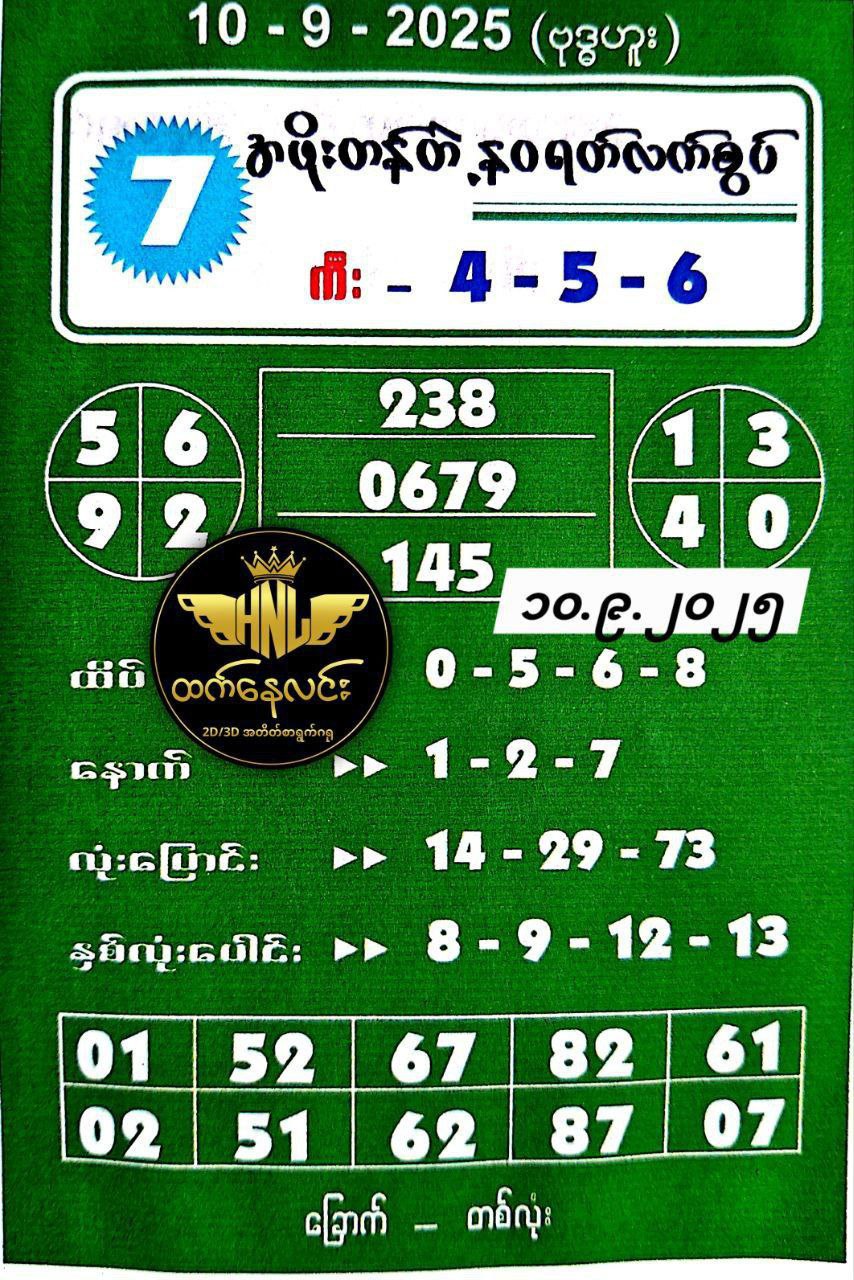 10 - 9 - 2025 (ဗုဒ္ဓဟူး)
7
အဖိုးတန်တဲ့ နဝရတ်လက်စွပ်
ကီး - 4 - 5 - 6
5 6
9 2
238
0679
145
1 3
4 0
၁၀.၉.၂၀၂၅
HNL
ထက်နေလင်း
2D/3D အတိတ်စာရွက်ဂရု
ထိပ် 0 - 5 - 6 - 8
နောက် ▶▶ 1 - 2 - 7
လုံးပြောင်း ▶▶ 14 - 29 - 73
နှစ်လုံးပေါင်း ▶▶ 8 - 9 - 12 - 13
01 52 67 82 61
02 51 62 87 07
ခြောက် - တစ်လုံး